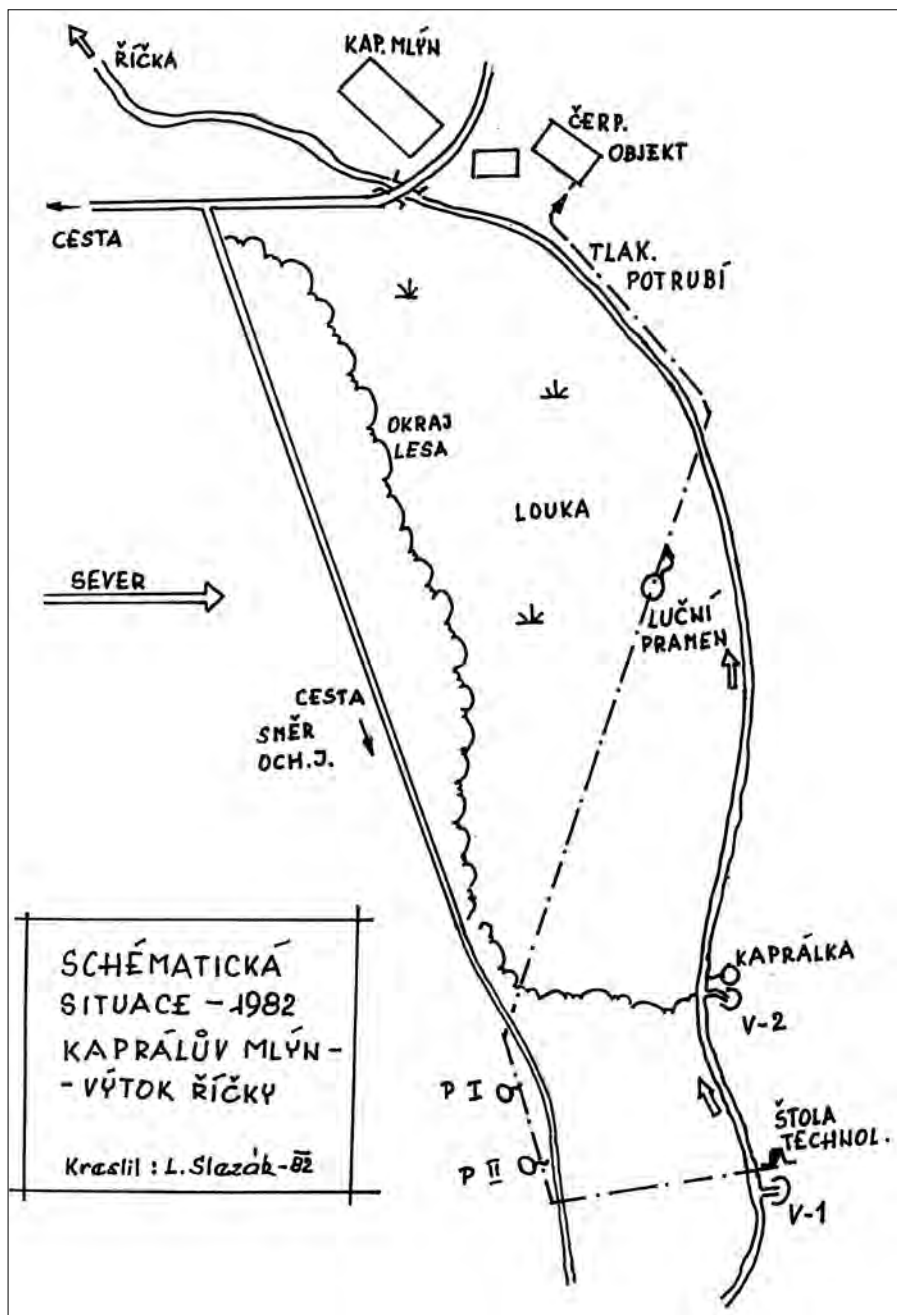 KAP. MLÝN
ŘÍČKA
ČERP.
OBJEKT
CESTA
TLAK.
POTRUBÍ
OKRAJ
LESA
LOUKA
SEVER
LUČNÍ
PRAMEN
CESTA
SMĚR
OCH.J.
KAPRÁLKA
V-2
P I
ŠTOLA
TECHNOL.
P II
V-1
SCHÉMATICKÁ
SITUACE - 1982
KAPRÁLŮV MLÝN -
- VÝTOK ŘÍČKY
Kreslil : L. Slezák - III/82